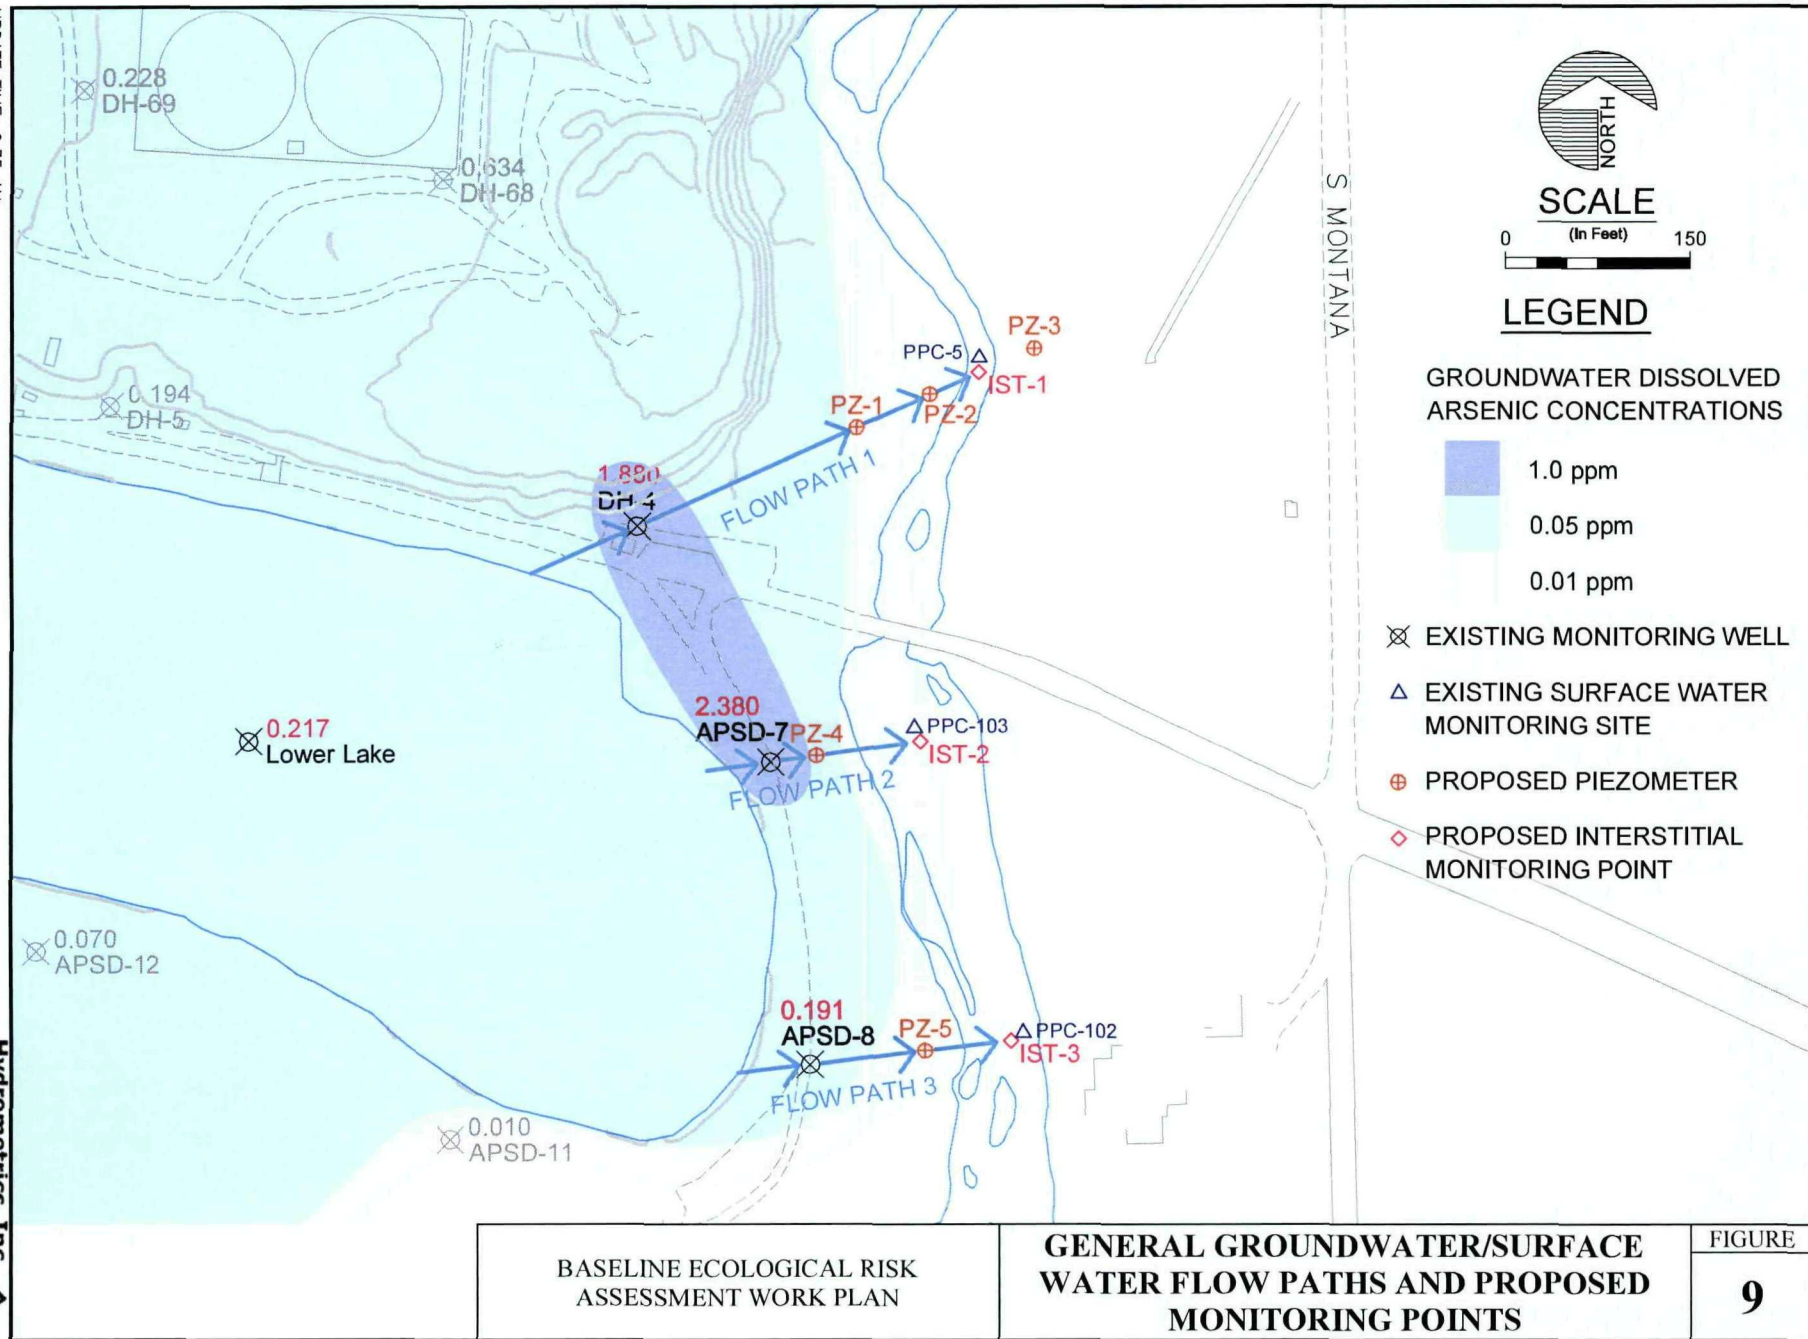 0.228
DH-69
0.634
DH-68
0.194
DH-5
1.880
DH-4
FLOW PATH 1
PZ-1
PZ-2
PPC-5
IST-1
PZ-3
S MONTANA
0.217
Lower Lake
2.380
APSD-7
PZ-4
FLOW PATH 2
PPC-103
IST-2
0.070
APSD-12
0.191
APSD-8
PZ-5
FLOW PATH 3
PPC-102
IST-3
0.010
APSD-11
NORTH
SCALE
(In Feet)
0 150
LEGEND
GROUNDWATER DISSOLVED
ARSENIC CONCENTRATIONS
1.0 ppm
0.05 ppm
0.01 ppm
EXISTING MONITORING WELL
EXISTING SURFACE WATER
MONITORING SITE
PROPOSED PIEZOMETER
PROPOSED INTERSTITIAL
MONITORING POINT
BASELINE ECOLOGICAL RISK
ASSESSMENT WORK PLAN
GENERAL GROUNDWATER/SURFACE
WATER FLOW PATHS AND PROPOSED
MONITORING POINTS
FIGURE
9